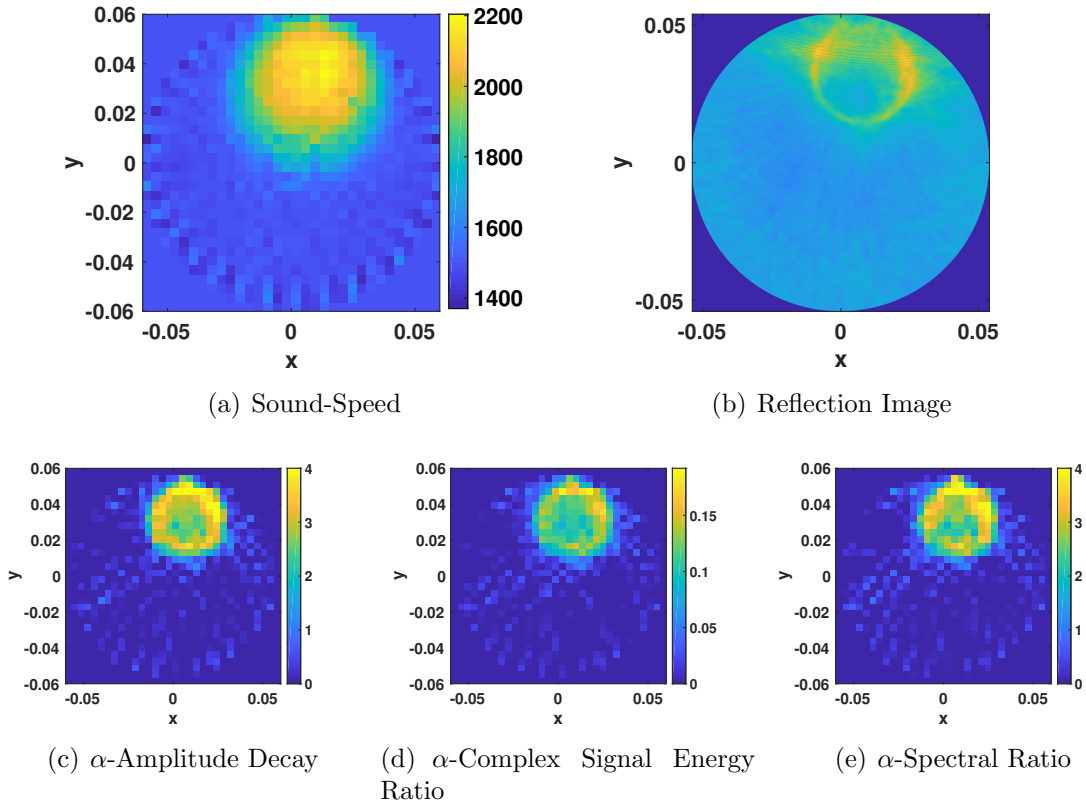 2200
2000
1800
1600
1400
0.06
0.04
0.02
0
-0.02
-0.04
-0.06
y
-0.05 0 0.05
x
(a) Sound-Speed
0.05
0
-0.05
y
-0.05 0 0.05
x
(b) Reflection Image
0.06
0.04
0.02
0
-0.02
-0.04
-0.06
y
-0.05 0 0.05
x
4
3
2
1
0
(c) α-Amplitude Decay
0.06
0.04
0.02
0
-0.02
-0.04
-0.06
y
-0.05 0 0.05
x
0.15
0.1
0.05
0
(d) α-Complex Signal Energy
Ratio
0.06
0.04
0.02
0
-0.02
-0.04
-0.06
y
-0.05 0 0.05
x
4
3
2
1
0
(e) α-Spectral Ratio